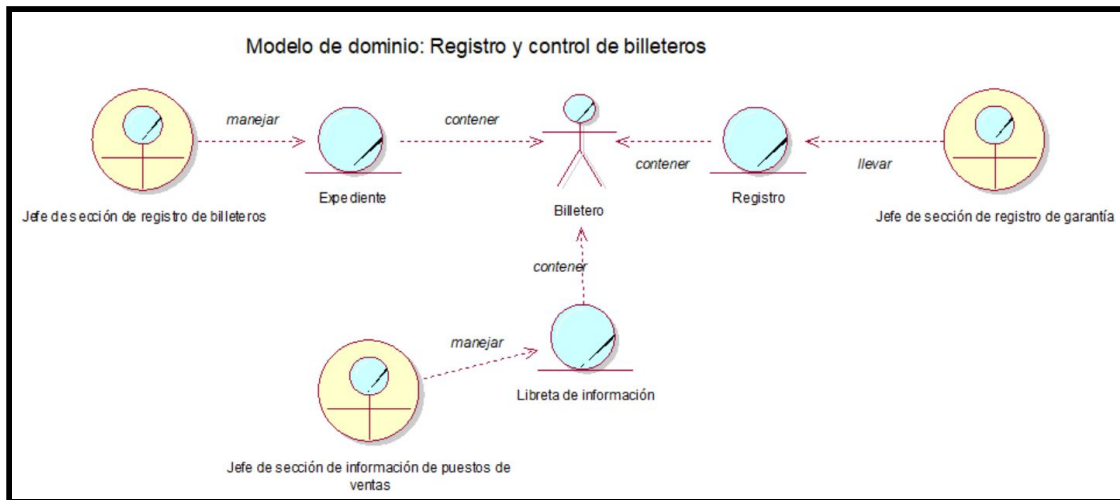 Modelo de dominio: Registro y control de billeteros
manejar
contener
contener
llevar
Expediente
Billetero
Registro
Jefe de sección de registro de billeteros
Jefe de sección de registro de garantía
contener
manejar
Libreta de información
Jefe de sección de información de puestos de
ventas